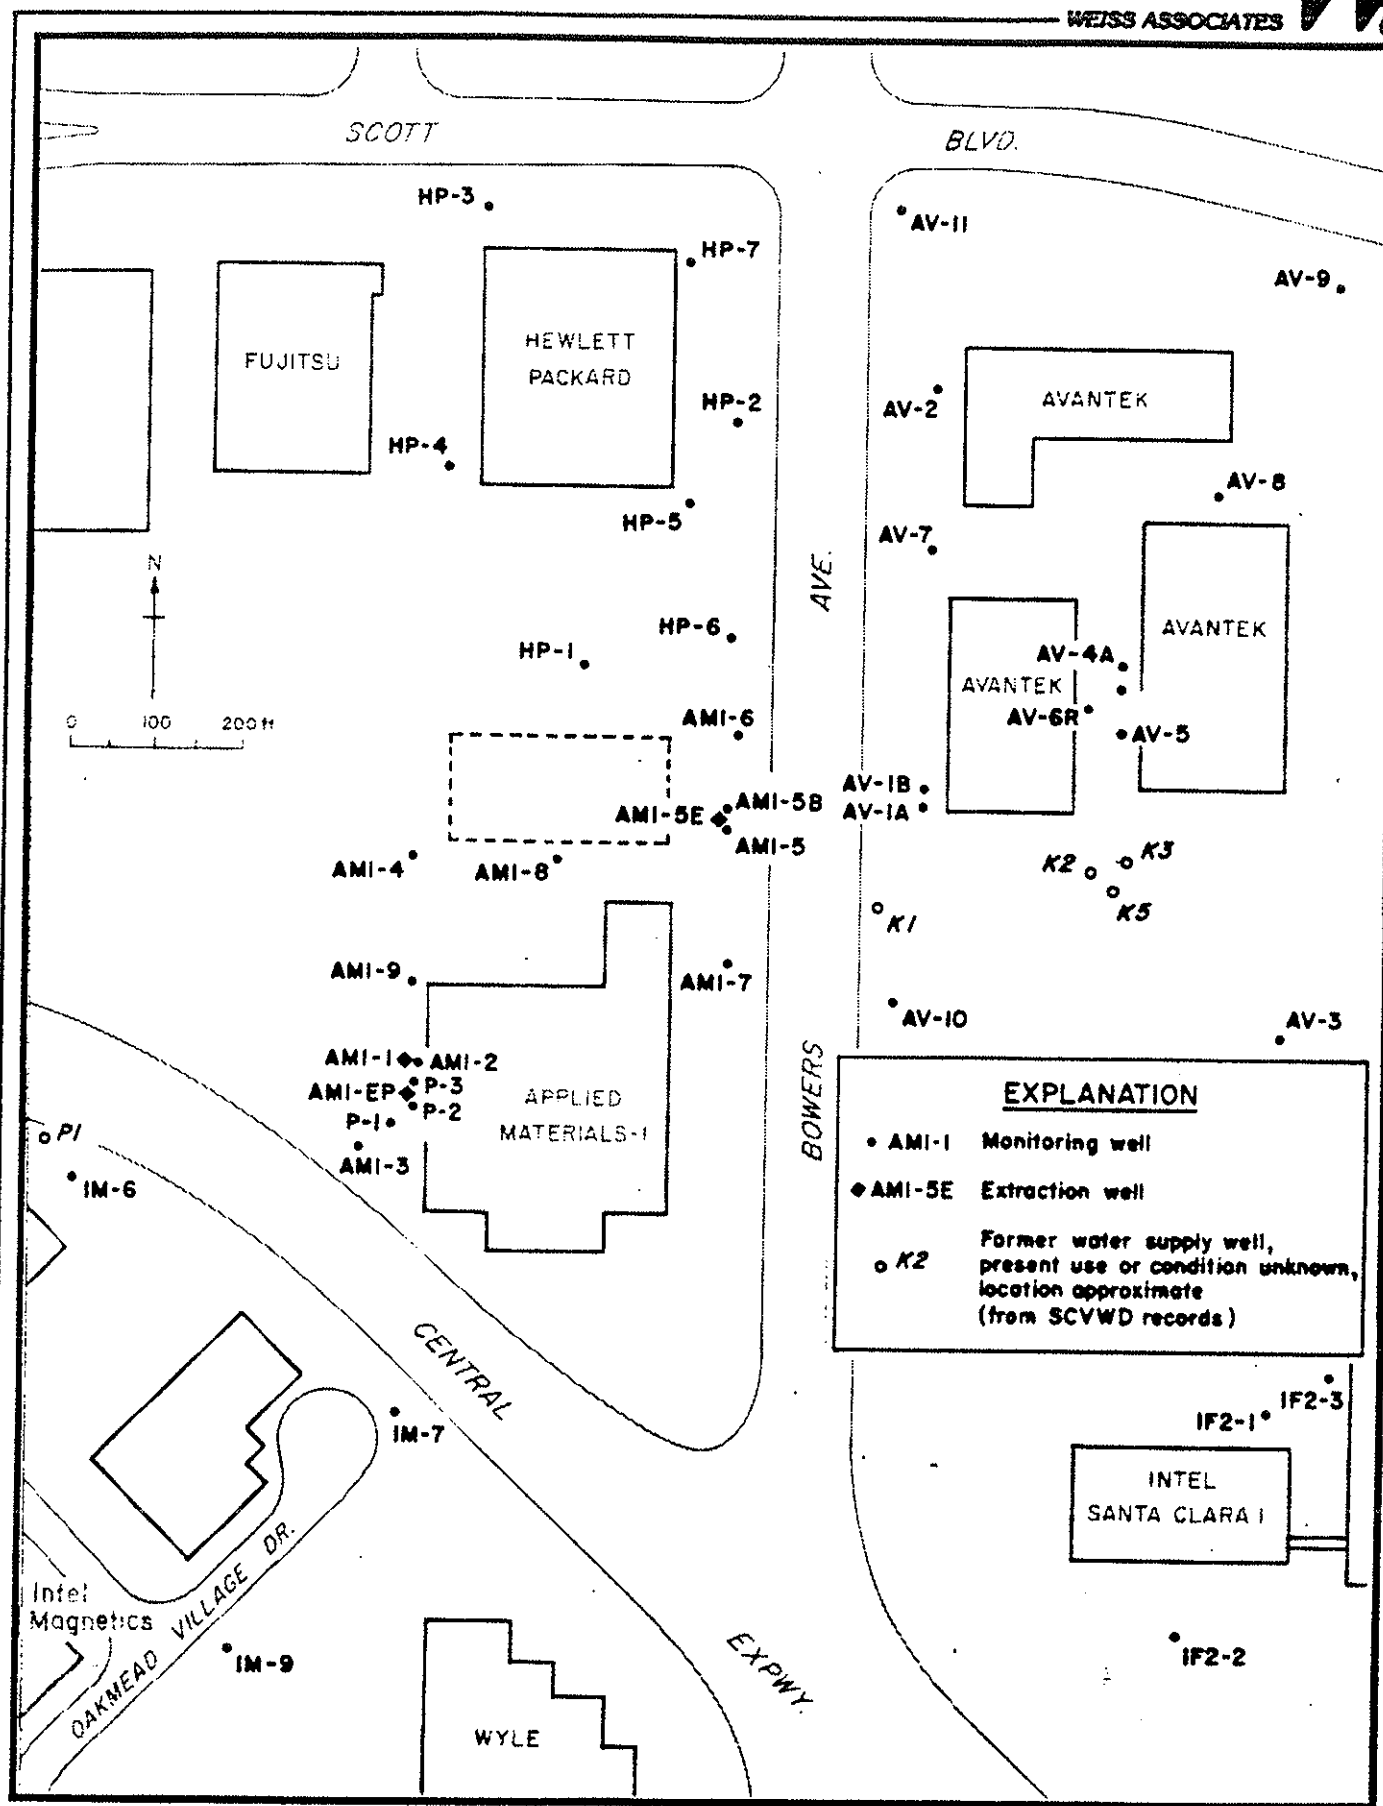 WEISS ASSOCIATES
SCOTT
BLVD.
HP-3
AV-11
HP-7
AV-9
FUJITSU
HEWLETT
PACKARD
HP-2
AV-2
AVANTEK
HP-4
AV-8
HP-5
AV-7
N
AVE.
HP-6
AVANTEK
HP-1
AV-4A
AVANTEK
0 100 200 ft
AMI-6
AV-6R
AV-5
AV-1B
AMI-5B
AMI-5E
AV-1A
AMI-5
AMI-4
AMI-8
K2
K3
K5
K1
AMI-9
AMI-7
AV-10
AV-3
BOWERS
AMI-1
AMI-2
P-3
AMI-EP
P-2
P-1
APPLIED
MATERIALS-1
AMI-3
P1
IM-6
EXPLANATION
AMI-1 Monitoring well
AMI-5E Extraction well
K2 Former water supply well,
present use or condition unknown,
location approximate
(from SCVWD records)
CENTRAL
IM-7
IF2-3
IF2-1
INTEL
SANTA CLARA 1
OAKMEAD VILLAGE DR.
Intel
Magnetics
IM-9
EXPWY.
IF2-2
WYLE